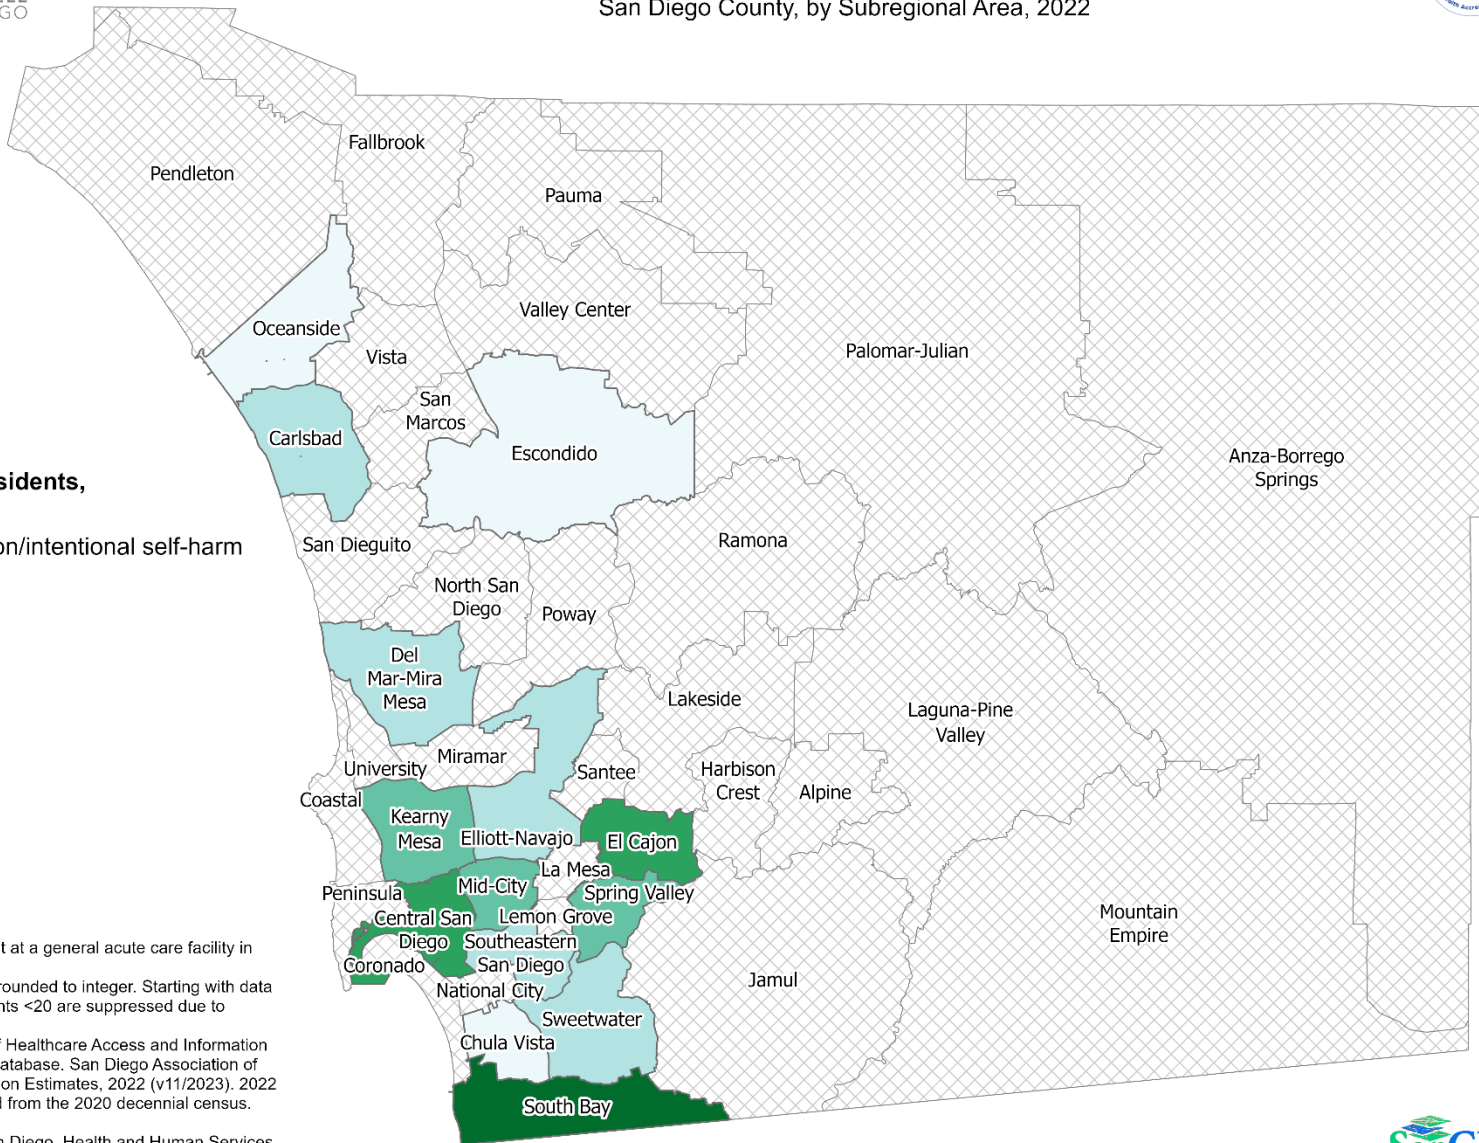 GO
San Diego County, by Subregional Area, 2022
Fallbrook
Pendleton
Pauma
Valley Center
Oceanside
Vista
Palomar-Julian
San
Marcos
Carlsbad
Escondido
Anza-Borrego
Springs
sidents,
on/intentional self-harm
San Dieguito
Ramona
North San
Diego
Poway
Del
Mar-Mira
Mesa
Lakeside
Laguna-Pine
Valley
Miramar
University
Santee
Harbison
Crest
Alpine
Coastal
Kearny
Mesa
Elliott-Navajo
El Cajon
La Mesa
Mid-City
Peninsula
Spring Valley
Central San
Diego
Lemon Grove
Mountain
Empire
Southeastern
San Diego
Coronado
Jamul
National City
Sweetwater
Chula Vista
South Bay
t at a general acute care facility in
rounded to integer. Starting with data
nts <20 are suppressed due to
f Healthcare Access and Information
atabase. San Diego Association of
on Estimates, 2022 (v11/2023). 2022
d from the 2020 decennial census.
n Diego, Health and Human Services